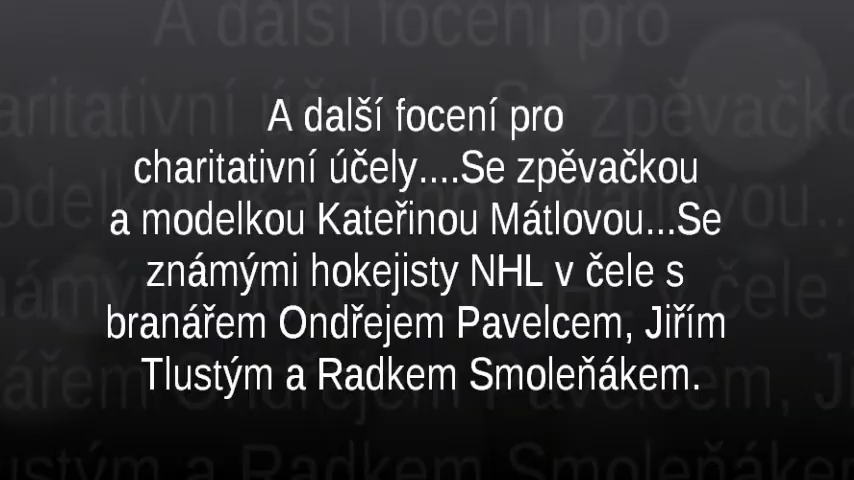 A další focení pro
charitativní účely....Se zpěvačkou
a modelkou Kateřinou Mátlovou...Se
známými hokejisty NHL v čele s
branářem Ondřejem Pavelcem, Jiřím
Tlustým a Radkem Smoleňákem.